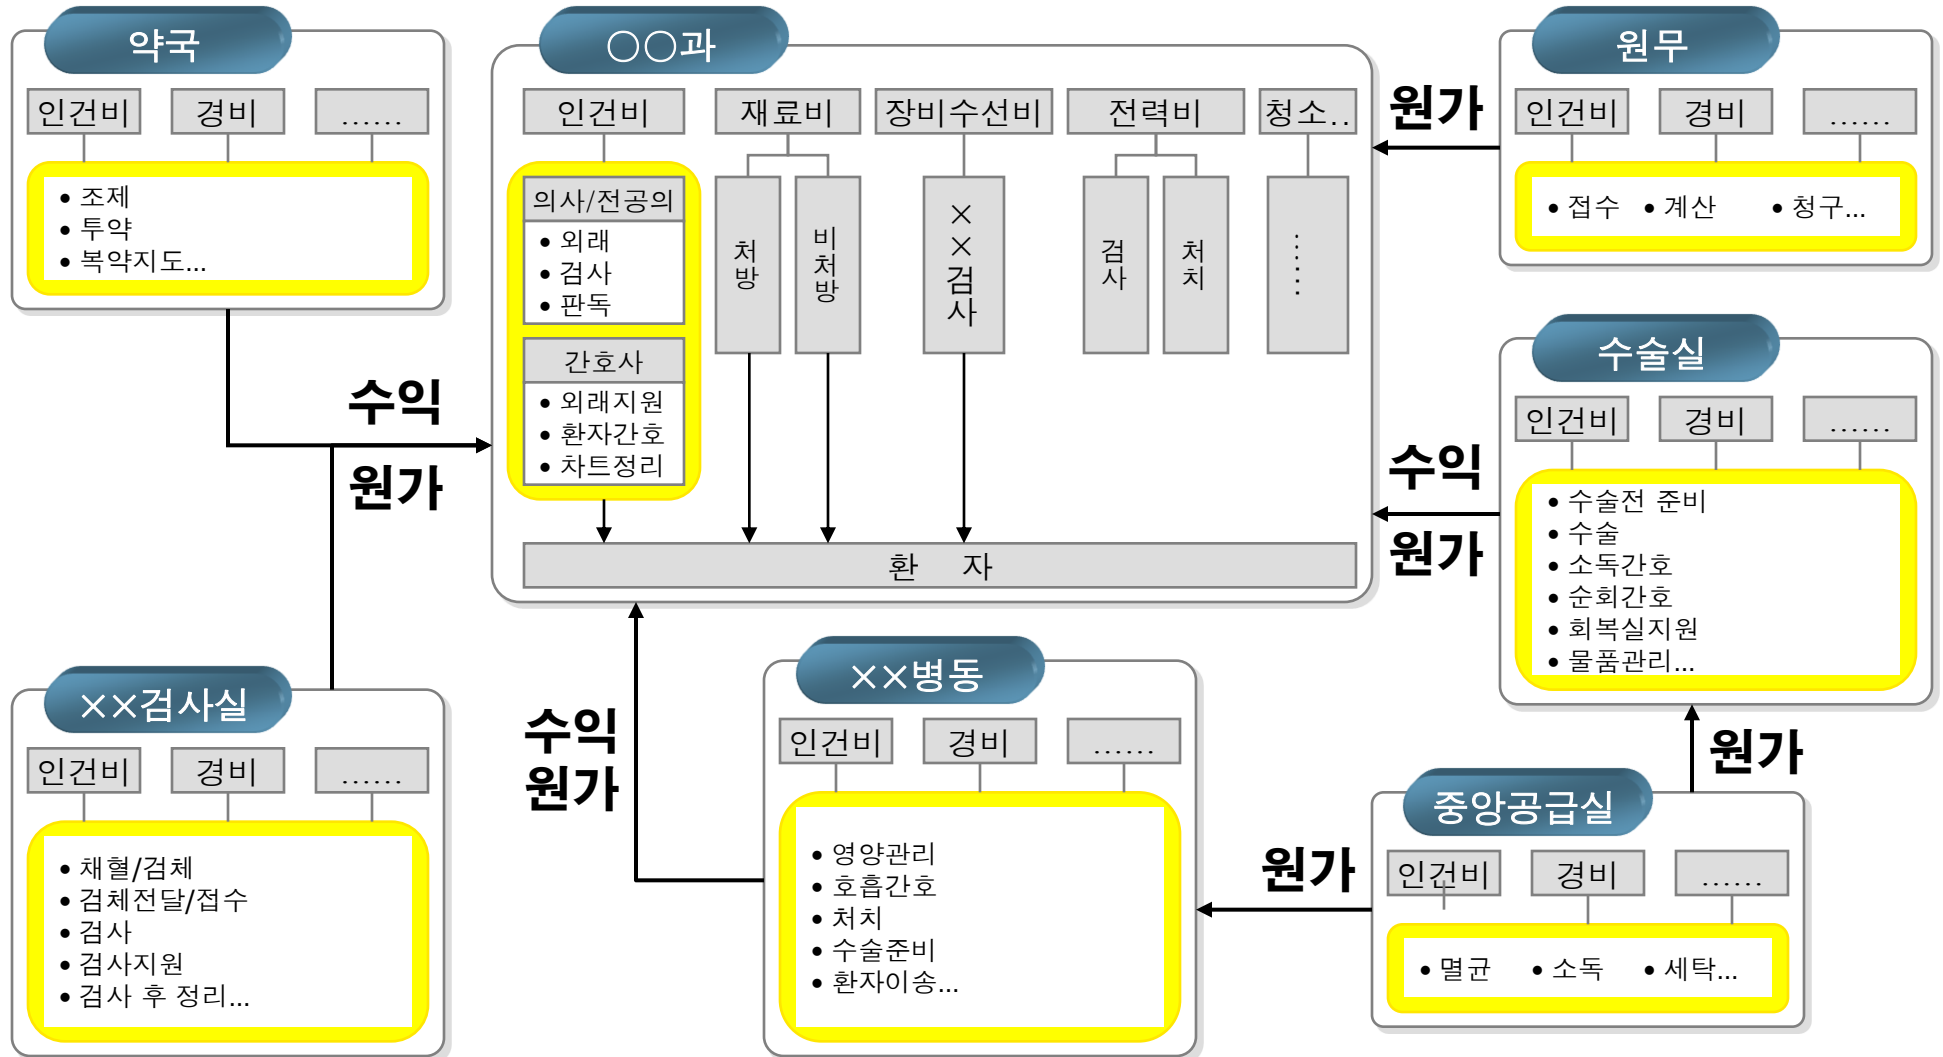 약국
인건비
경비
......
• 조제
• 투약
• 복약지도...
○○과
인건비
재료비
장비수선비
전력비
청소..
의사/전공의
• 외래
• 검사
• 판독
간호사
• 외래지원
• 환자간호
• 차트정리
처방
비처방
××검사
검사
처치
......
환 자
원가
원무
인건비
경비
......
• 접수 • 계산 • 청구...
수익
원가
수익
원가
수술실
인건비
경비
......
• 수술전 준비
• 수술
• 소독간호
• 순회간호
• 회복실지원
• 물품관리...
××검사실
인건비
경비
......
• 채혈/검체
• 검체전달/접수
• 검사
• 검사지원
• 검사 후 정리...
수익
원가
××병동
인건비
경비
......
• 영양관리
• 호흡간호
• 처치
• 수술준비
• 환자이송...
원가
원가
중앙공급실
인건비
경비
......
• 멸균 • 소독 • 세탁...